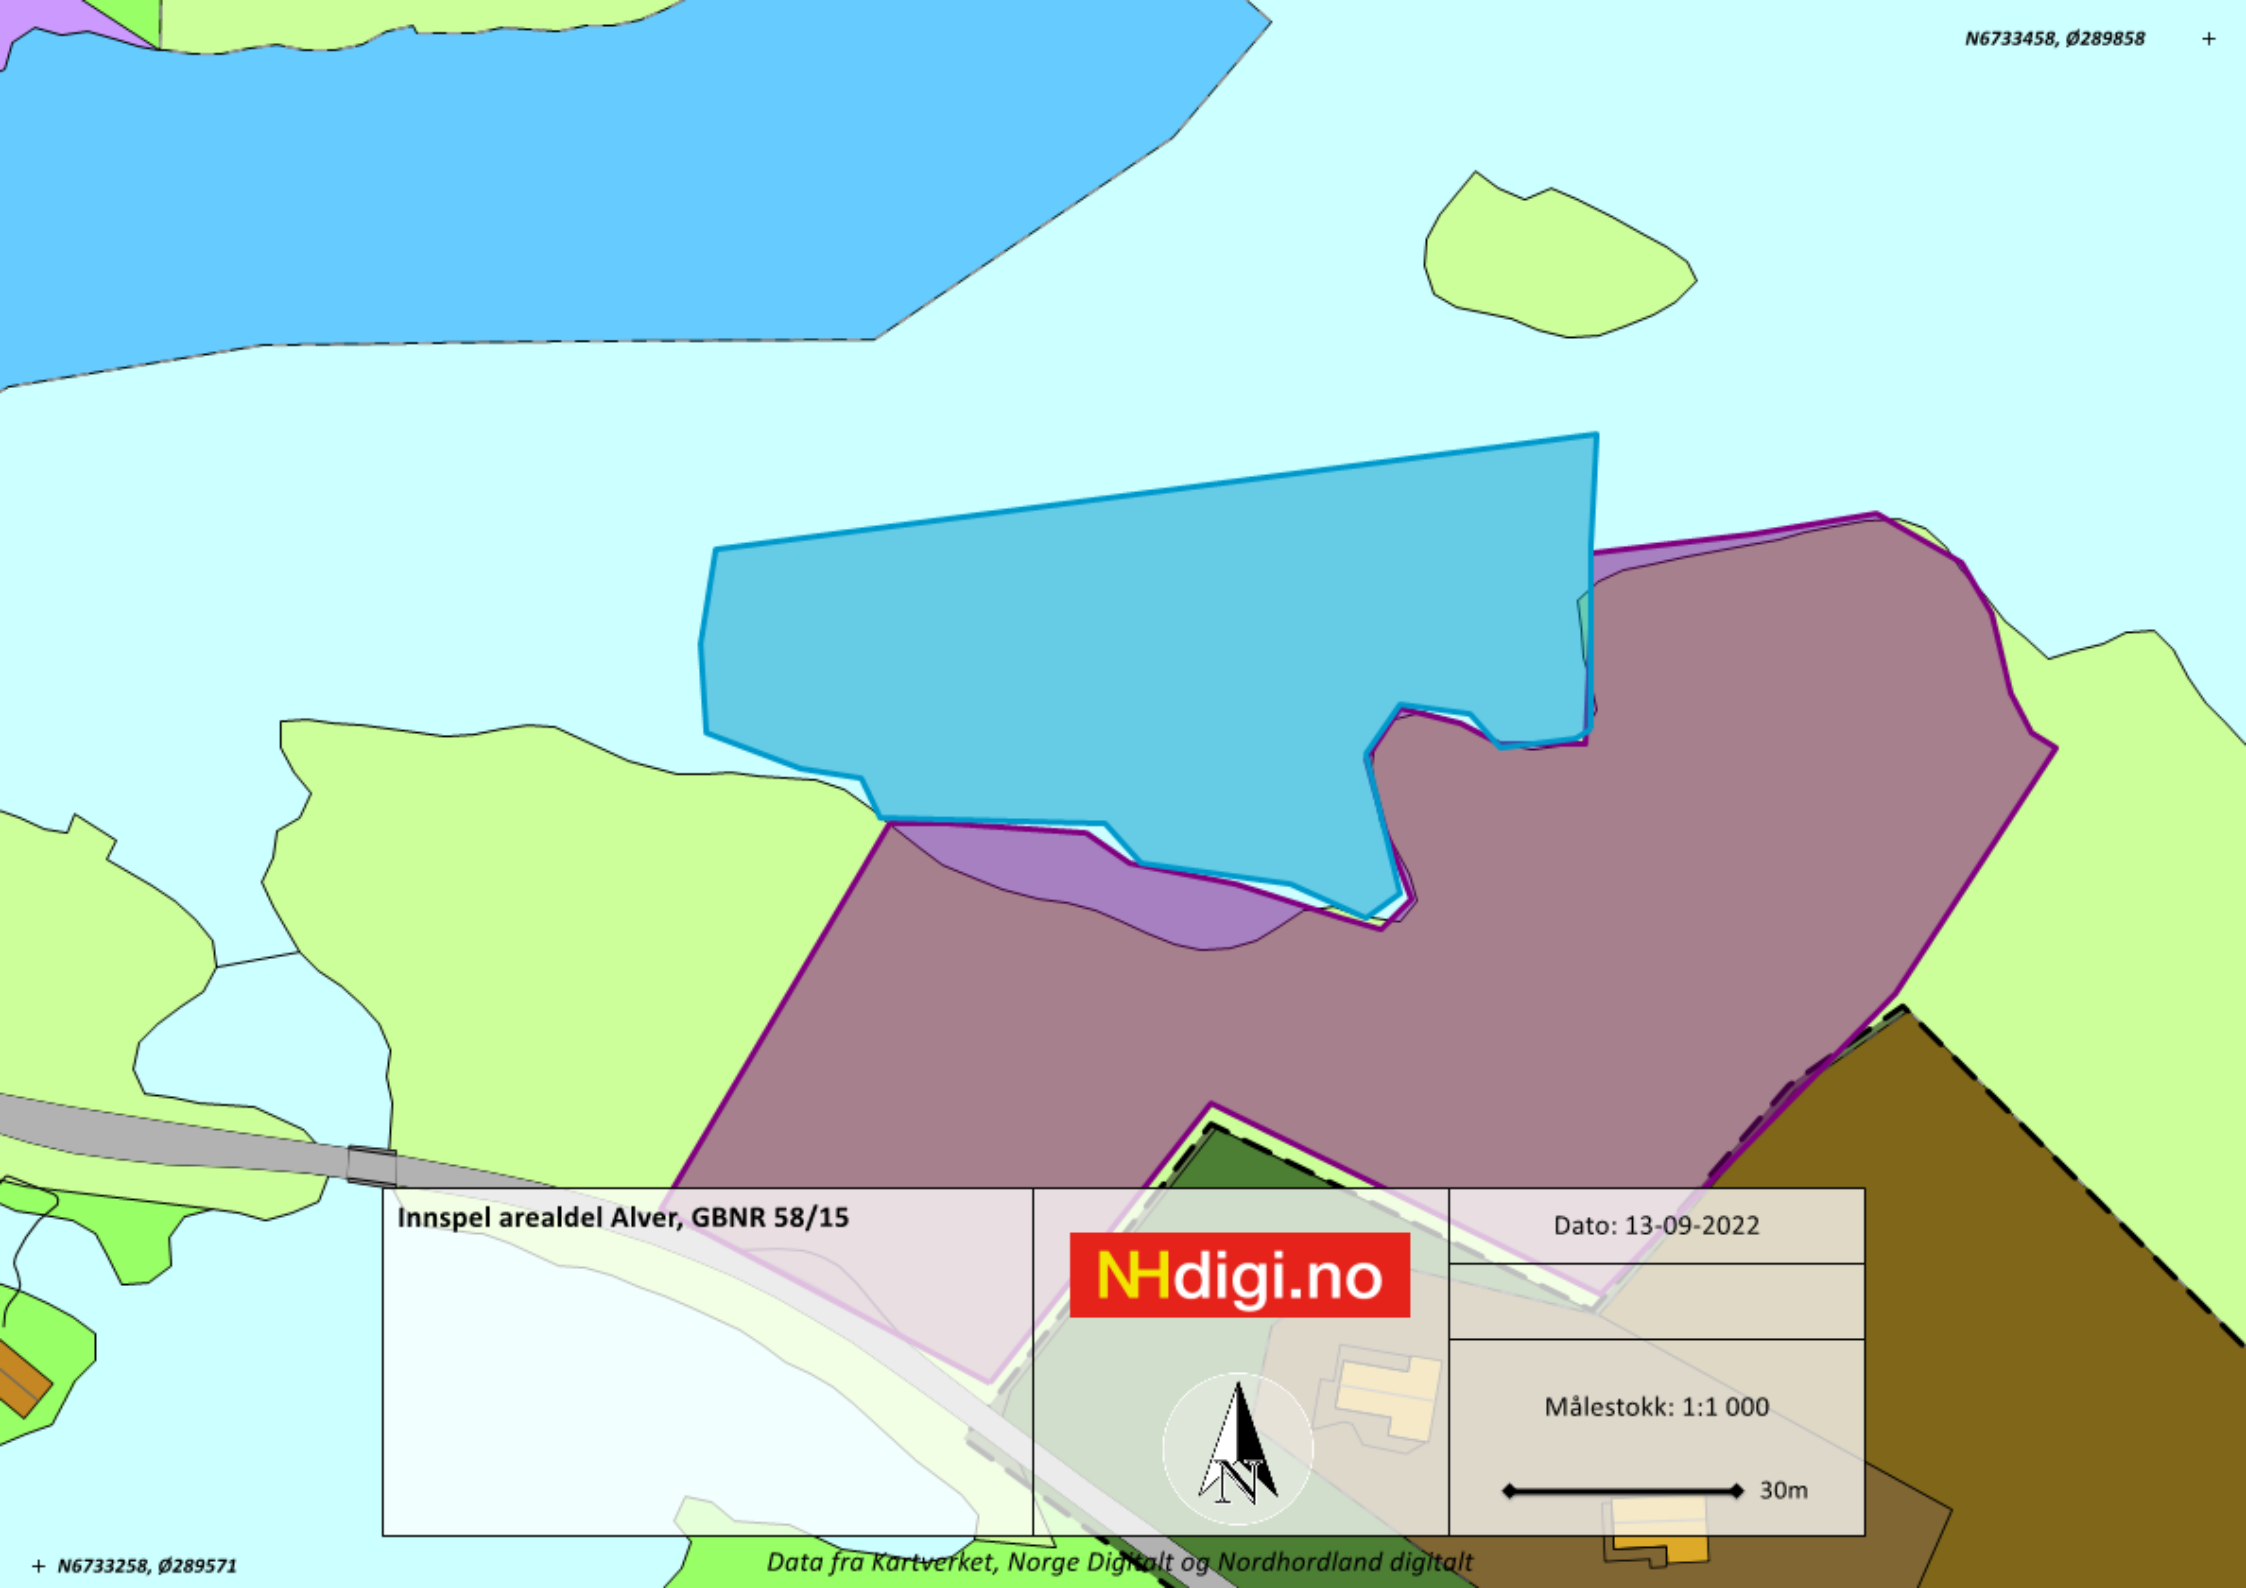 N6733458, Ø289858
Innspel arealdel Alver, GBNR 58/15
NHdigi.no
N
Dato: 13-09-2022
Målestokk: 1:1 000
30m
N6733258, Ø289571
Data fra Kartverket, Norge Digitalt og Nordhordland digitalt